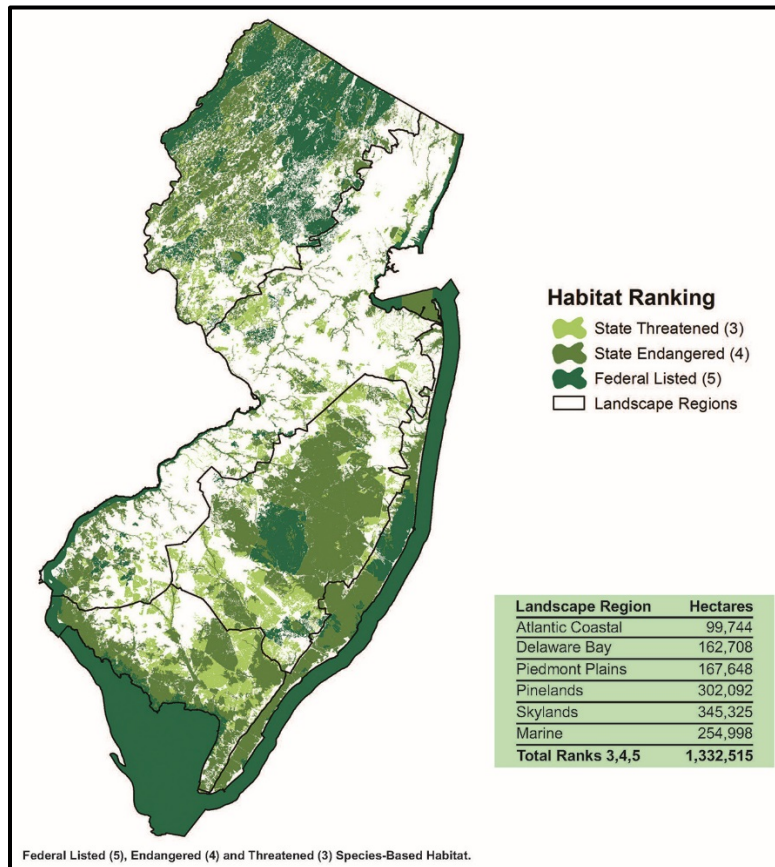 Habitat Ranking
State Threatened (3)
State Endangered (4)
Federal Listed (5)
Landscape Regions
Landscape Region Hectares
Atlantic Coastal 99,744
Delaware Bay 162,708
Piedmont Plains 167,648
Pinelands 302,092
Skylands 345,325
Marine 254,998
Total Ranks 3,4,5 1,332,515
Federal Listed (5), Endangered (4) and Threatened (3) Species-Based Habitat.